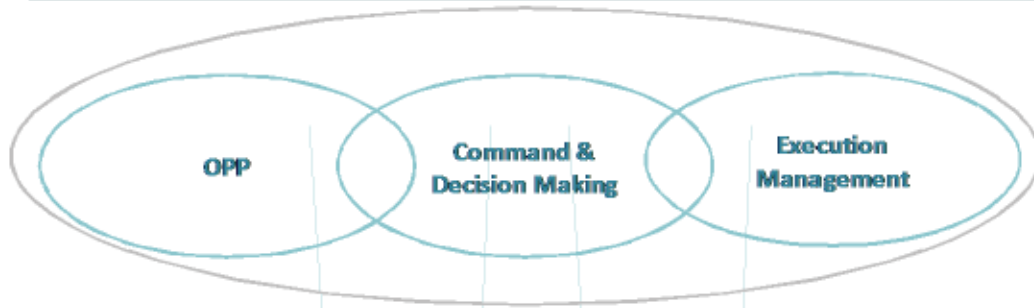 OPP
Command &
Decision Making
Execution
Management